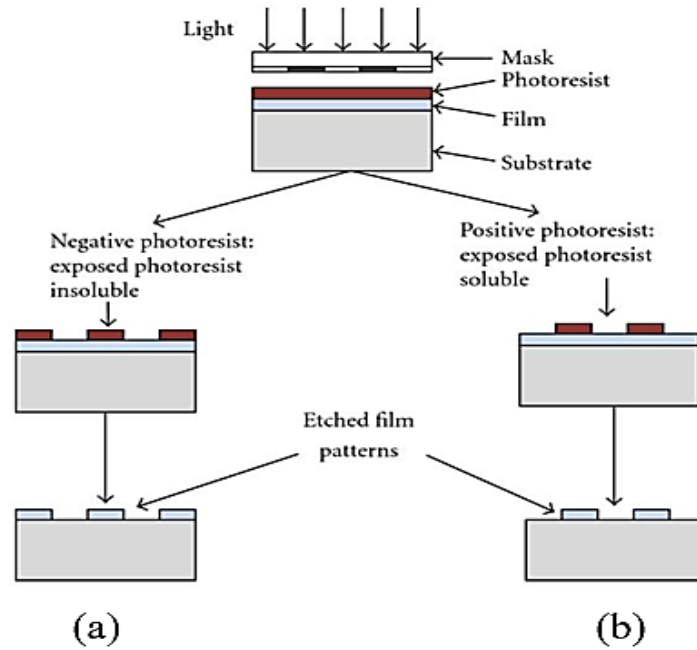 Light
Mask
Photoresist
Film
Substrate
Negative photoresist:
exposed photoresist
insoluble
Positive photoresist:
exposed photoresist
soluble
Etched film
patterns
(a)
(b)